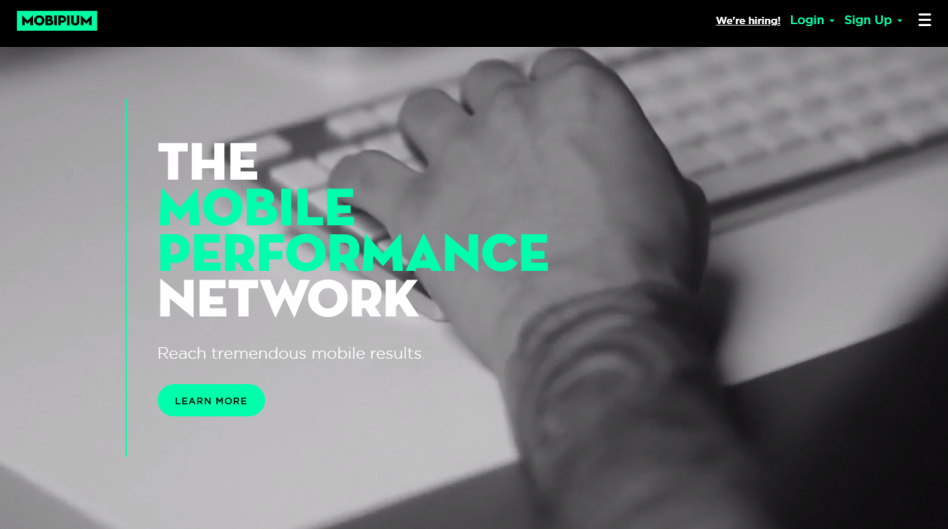 MOBIPIUM
We're hiring! Login Sign Up
THE
MOBILE
PERFORMANCE
NETWORK
Reach tremendous mobile results.
LEARN MORE